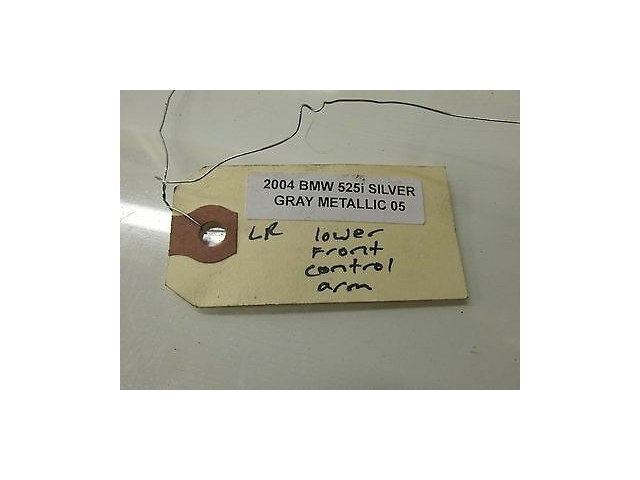 2004 BMW 525i SILVER
GRAY METALLIC 05
LR lower
Front
control
arm